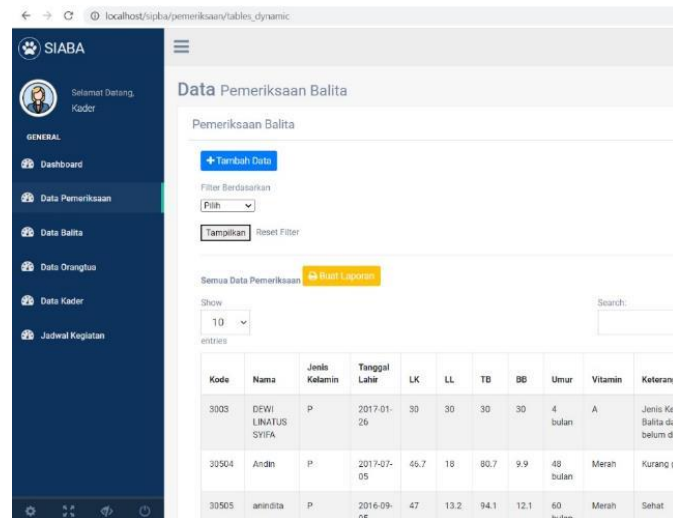 localhost/sipba/pemeriksaan/tables_dynamic
SIABA
Selamat Datang,
Kader
GENERAL
Dashboard
Data Pemeriksaan
Data Balita
Data Orangtua
Data Kader
Jadwal Kegiatan
Data Pemeriksaan Balita
Pemeriksaan Balita
+Tambah Data
Filter Berdasarkan
Pilih
Tampilkan Reset Filter
Semua Data Pemeriksaan Buat Laporan
Show
10
entries
Search:
Kode Nama Jenis Kelamin Tanggal Lahir LK LL TB BB Umur Vitamin Keteran
3003 DEWI LINATUS SYIFA P 2017-01-26 30 30 30 30 4 bulan A Jenis Ke Balita da belum d
30504 Andin P 2017-07-05 46.7 18 80.7 9.9 48 bulan Merah Kurang
30505 anindita P 2016-09-05 47 13.2 94.1 12.1 60 bulan Merah Sehat